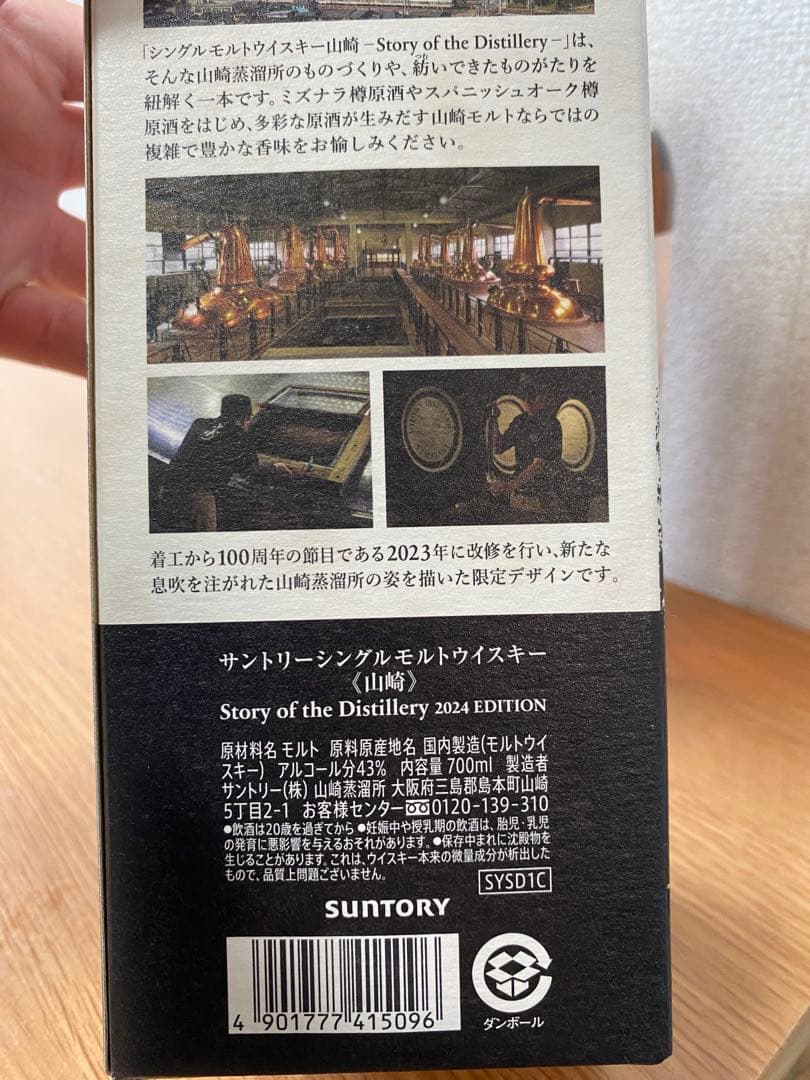 「シングルモルトウイスキー山崎 –Story of the Distillery–」は、
そんな山崎蒸溜所のものづくりや、紡いできたものがたりを
紐解く一本です。ミズナラ樽原酒やスパニッシュオーク樽
原酒をはじめ、多彩な原酒が生みだす山崎モルトならではの
複雑で豊かな香味をお愉しみください。
着工から100周年の節目である2023年に改修を行い、新たな
息吹を注がれた山崎蒸溜所の姿を描いた限定デザインです。
サントリーシングルモルトウイスキー
《山崎》
Story of the Distillery 2024 EDITION
原材料名 モルト 原料原産地名 国内製造(モルトウイ
スキー) アルコール分43% 内容量 700ml 製造者
サントリー(株) 山崎蒸溜所 大阪府三島郡島本町山崎
5丁目2-1 お客様センター 0120-139-310
●飲酒は20歳を過ぎてから ●妊娠中や授乳期の飲酒は、胎児・乳児
の発育に悪影響を与えるおそれがあります。●保存中まれに沈殿物を
生じることがあります。これは、ウイスキー本来の微量成分が析出した
もので、品質上問題ございません。
SYSD1C
SUNTORY
4 901777 415096
ダンボール